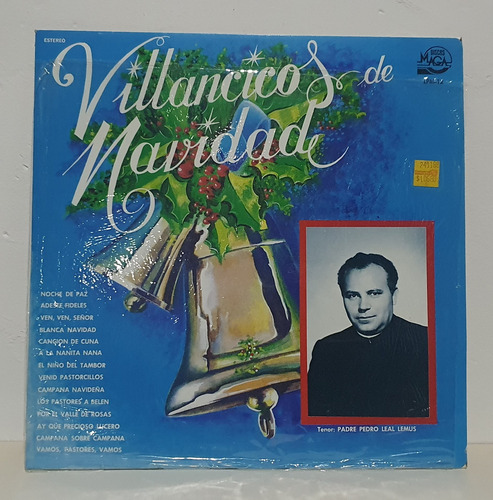 ESTEREO
Villancicos de
Navidad
MAGA
NOCHE DE PAZ
ADESTE FIDELES
VEN, VEN, SEÑOR
BLANCA NAVIDAD
CANCION DE CUNA
A LA NANITA NANA
EL NIÑO DEL TAMBOR
VENID PASTORCILLOS
CAMPANA NAVIDEÑA
LOS PASTORES A BELEN
POR EL VALLE DE ROSAS
AY QUE PRECIOSO LUCERO
CAMPANA SOBRE CAMPANA
VAMOS, PASTORES, VAMOS
Tenor: PADRE PEDRO LEAL LEMUS